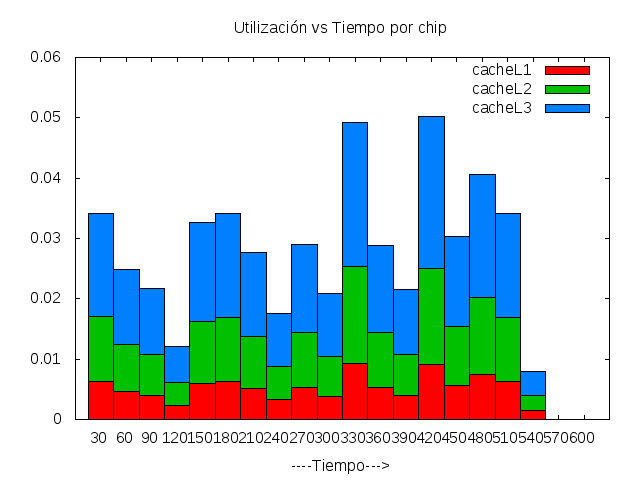 Utilización vs Tiempo por chip
cacheL1
cacheL2
cacheL3
0.06
0.05
0.04
0.03
0.02
0.01
0
30 60 90 120 150 180 210 240 270 300 330 360 390 420 450 480 510 540 570 600
----Tiempo--->